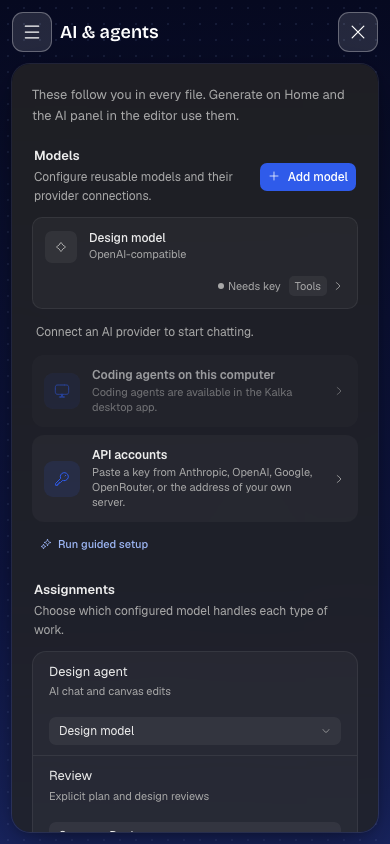 AI & agents
These follow you in every file. Generate on Home and
the AI panel in the editor use them.
Models
Configure reusable models and their
provider connections.
Add model
Design model
OpenAI-compatible
Needs key
Tools
Connect an AI provider to start chatting.
Coding agents on this computer
Coding agents are available in the Kalka
desktop app.
API accounts
Paste a key from Anthropic, OpenAI, Google,
OpenRouter, or the address of your own
server.
Run guided setup
Assignments
Choose which configured model handles each type of
work.
Design agent
AI chat and canvas edits
Design model
Review
Explicit plan and design reviews